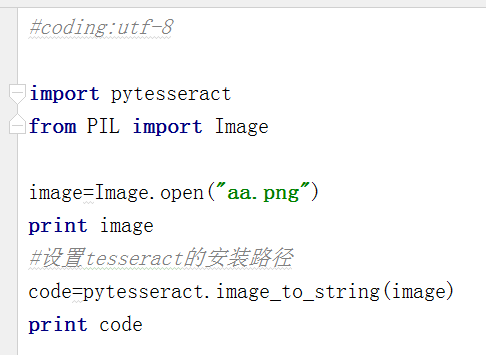 #coding:utf-8
import pytesseract
from PIL import Image
image=Image.open("aa.png")
print image
#设置tesseract的安装路径
code=pytesseract.image_to_string(image)
print code